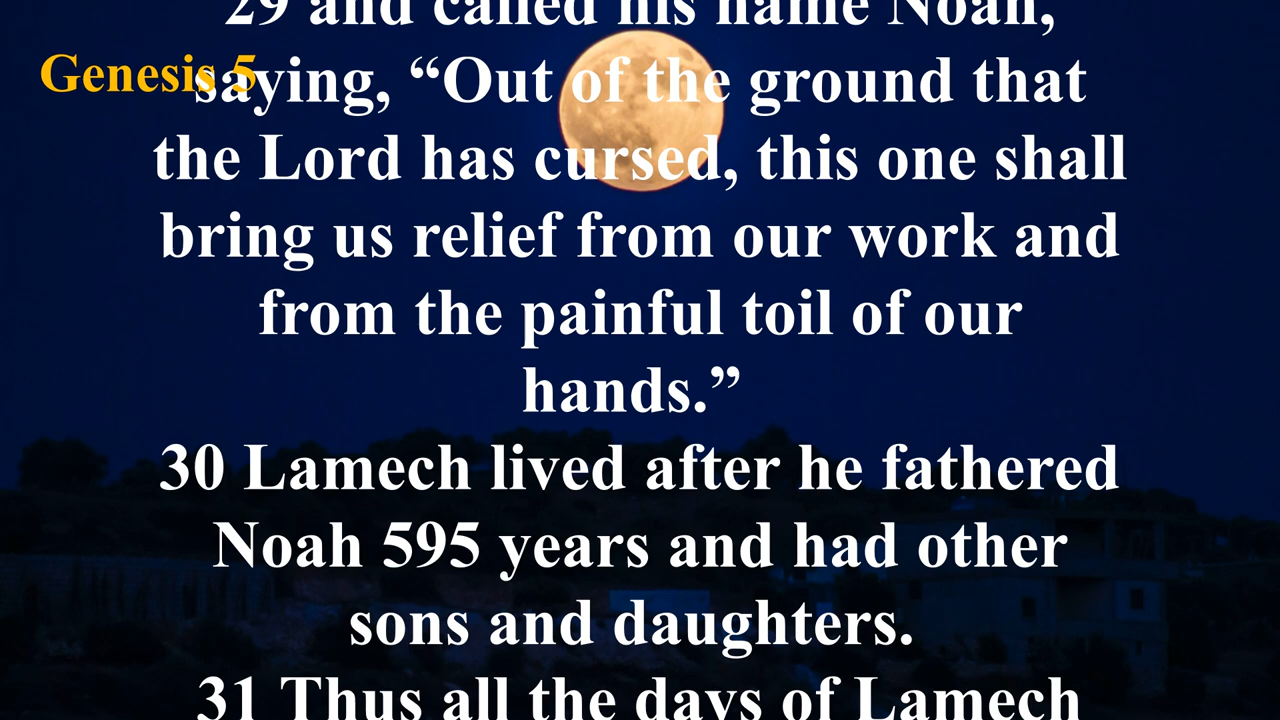 29 and called his name Noah,
Genesis 5
saying, “Out of the ground that
the Lord has cursed, this one shall
bring us relief from our work and
from the painful toil of our
hands.”
30 Lamech lived after he fathered
Noah 595 years and had other
sons and daughters.
31 Thus all the days of Lamech